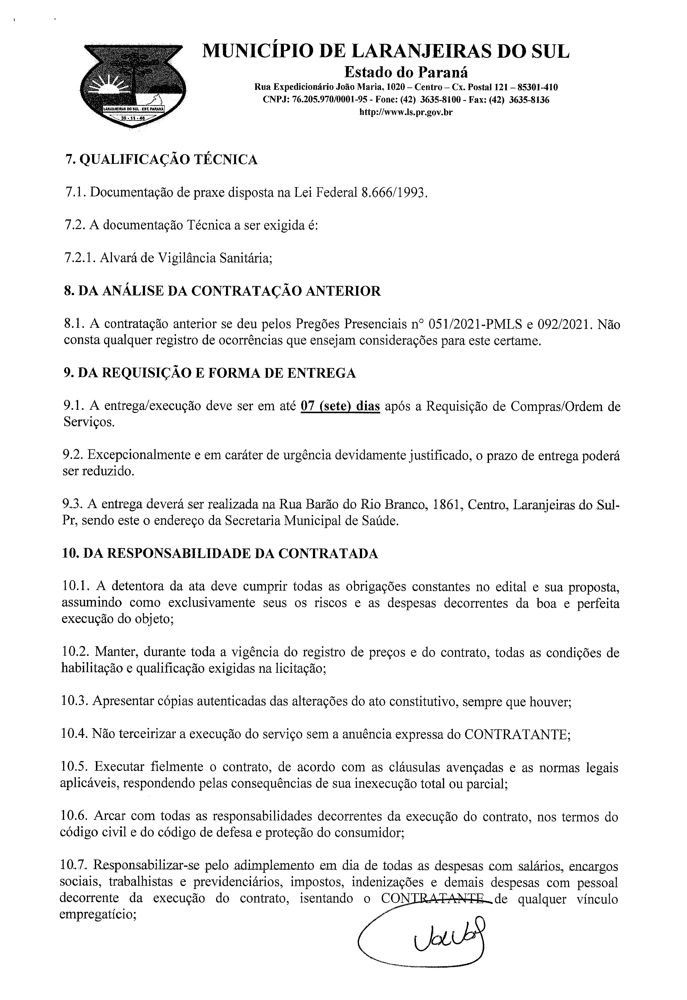 MUNICÍPIO DE LARANJEIRAS DO SUL
Estado do Paraná
Rua Expedicionário João Maria, 1020 – Centro – Cx. Postal 121 – 85301-410
CNPJ: 76.205.970/0001-95 - Fone: (42) 3635-8100 - Fax: (42) 3635-8136
http://www.ls.pr.gov.br
LARANJEIRAS DO SUL - EST. PARANÁ
30 - 11 - 46
7. QUALIFICAÇÃO TÉCNICA
7.1. Documentação de praxe disposta na Lei Federal 8.666/1993.
7.2. A documentação Técnica a ser exigida é:
7.2.1. Alvará de Vigilância Sanitária;
8. DA ANÁLISE DA CONTRATAÇÃO ANTERIOR
8.1. A contratação anterior se deu pelos Pregões Presenciais n° 051/2021-PMLS e 092/2021. Não
consta qualquer registro de ocorrências que ensejam considerações para este certame.
9. DA REQUISIÇÃO E FORMA DE ENTREGA
9.1. A entrega/execução deve ser em até 07 (sete) dias após a Requisição de Compras/Ordem de
Serviços.
9.2. Excepcionalmente e em caráter de urgência devidamente justificado, o prazo de entrega poderá
ser reduzido.
9.3. A entrega deverá ser realizada na Rua Barão do Rio Branco, 1861, Centro, Laranjeiras do Sul-
Pr, sendo este o endereço da Secretaria Municipal de Saúde.
10. DA RESPONSABILIDADE DA CONTRATADA
10.1. A detentora da ata deve cumprir todas as obrigações constantes no edital e sua proposta,
assumindo como exclusivamente seus os riscos e as despesas decorrentes da boa e perfeita
execução do objeto;
10.2. Manter, durante toda a vigência do registro de preços e do contrato, todas as condições de
habilitação e qualificação exigidas na licitação;
10.3. Apresentar cópias autenticadas das alterações do ato constitutivo, sempre que houver;
10.4. Não terceirizar a execução do serviço sem a anuência expressa do CONTRATANTE;
10.5. Executar fielmente o contrato, de acordo com as cláusulas avençadas e as normas legais
aplicáveis, respondendo pelas consequências de sua inexecução total ou parcial;
10.6. Arcar com todas as responsabilidades decorrentes da execução do contrato, nos termos do
código civil e do código de defesa e proteção do consumidor;
10.7. Responsabilizar-se pelo adimplemento em dia de todas as despesas com salários, encargos
sociais, trabalhistas e previdenciários, impostos, indenizações e demais despesas com pessoal
decorrente da execução do contrato, isentando o CONTRATANTE de qualquer vínculo
empregatício;